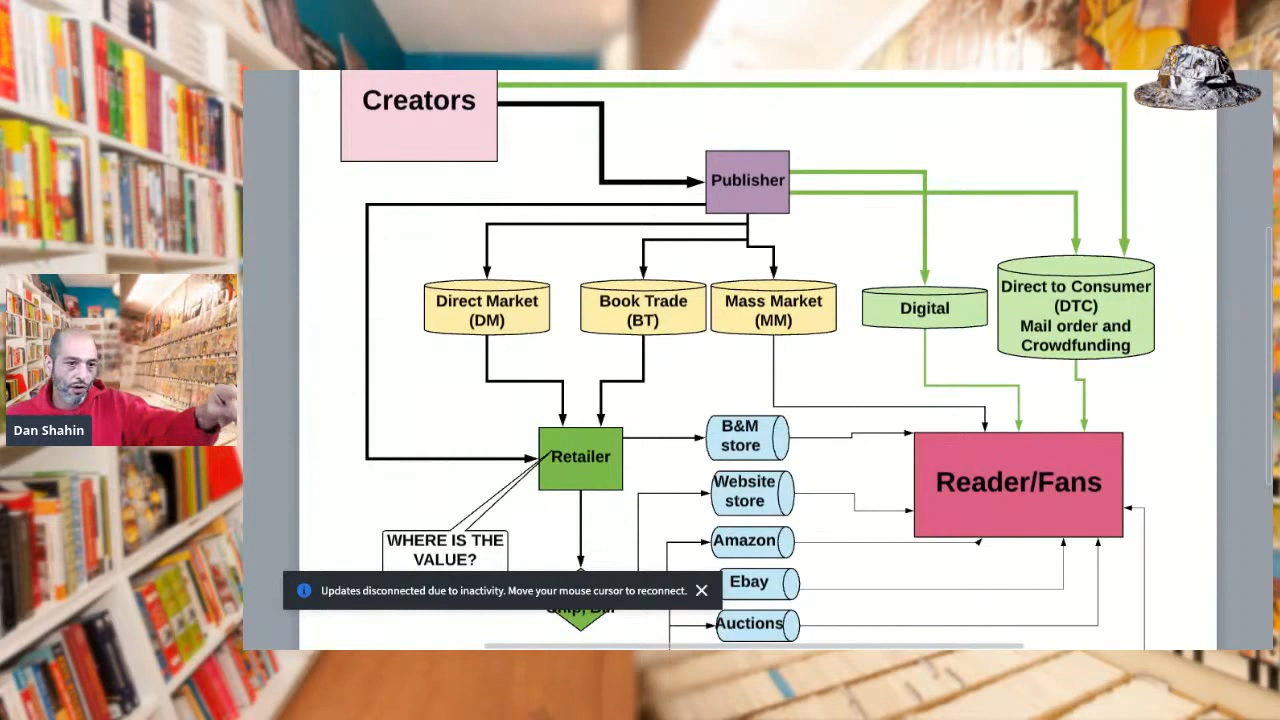 Creators
Publisher
Direct Market
(DM)
Book Trade
(BT)
Mass Market
(MM)
Digital
Direct to Consumer
(DTC)
Mail order and
Crowdfunding
Retailer
B&M
store
Website
store
Amazon
Ebay
Auctions
Reader/Fans
WHERE IS THE
VALUE?
Updates disconnected due to inactivity. Move your mouse cursor to reconnect.
Dan Shahin